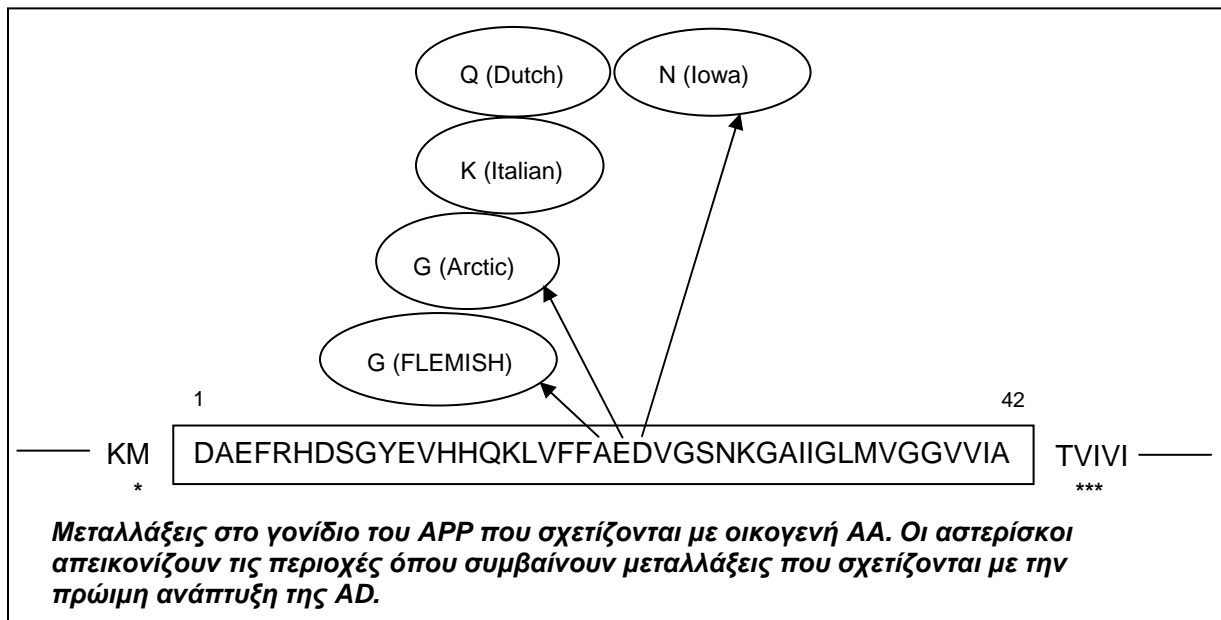 Q (Dutch) N (Iowa)
K (Italian)
G (Arctic)
G (FLEMISH)
1 42
KM DAEFRHDSGYEVHHQKLVFFAEDVGSNKGAIIGLMVGGVVIA TVIVI
* ***
Μεταλλάξεις στο γονίδιο του APP που σχετίζονται με οικογενή ΑΑ. Οι αστερίσκοι
απεικονίζουν τις περιοχές όπου συμβαίνουν μεταλλάξεις που σχετίζονται με την
πρώιμη ανάπτυξη της AD.